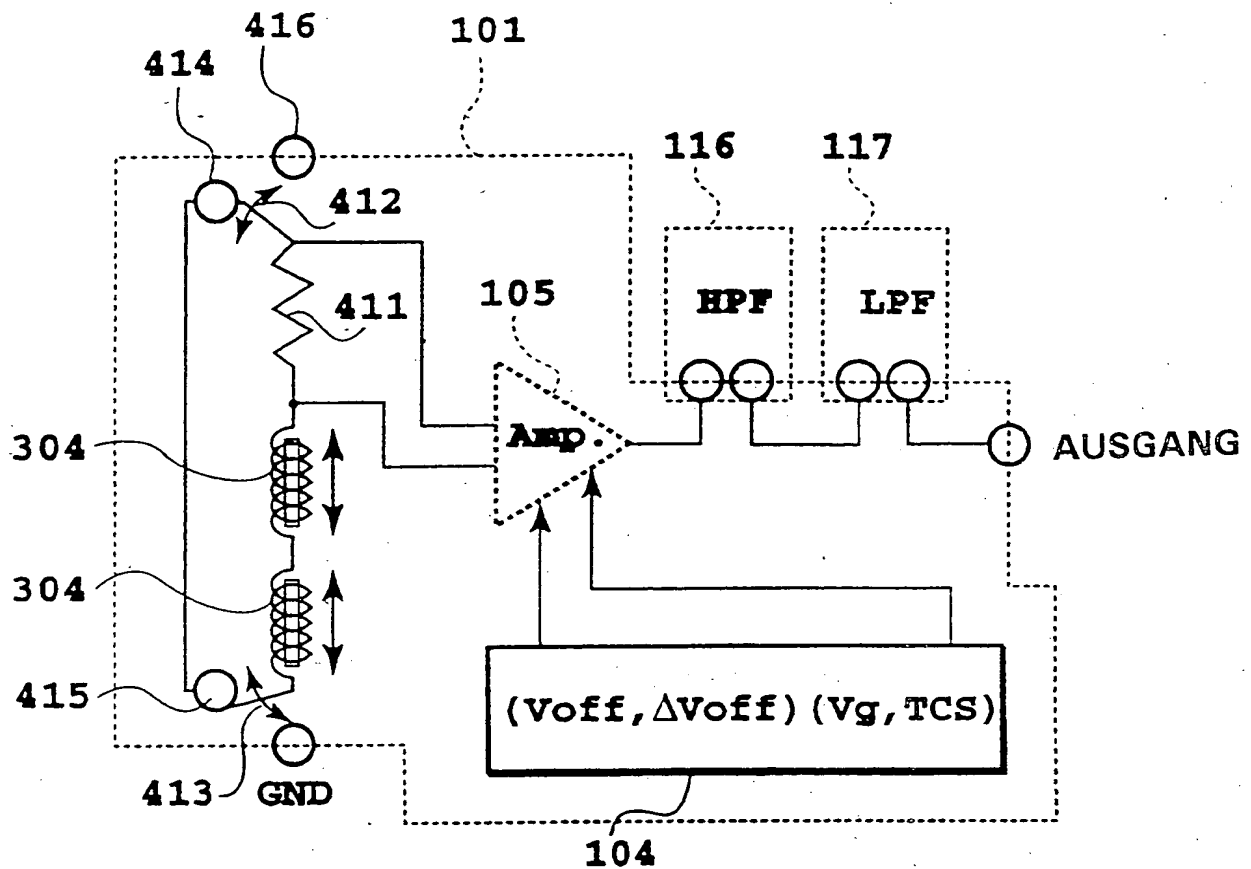 416
101
414
116
117
412
105
HPF
LPF
411
Amp.
304
AUSGANG
304
415
(Voff,ΔVoff)(Vg,TCS)
413
GND
104